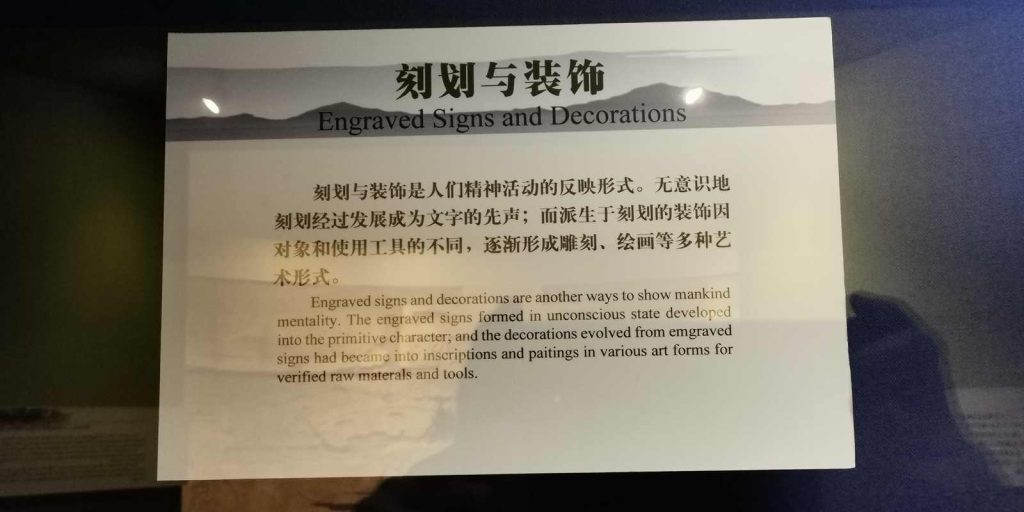 刻划与装饰
Engraved Signs and Decorations
刻划与装饰是人们精神活动的反映形式。无意识地
刻划经过发展成为文字的先声；而派生于刻划的装饰因
对象和使用工具的不同，逐渐形成雕刻、绘画等多种艺
术形式。
Engraved signs and decorations are another ways to show mankind
mentality. The engraved signs formed in unconscious state developed
into the primitive character; and the decorations evolved from emgraved
signs had became into inscriptions and paitings in various art forms for
verified raw materals and tools.